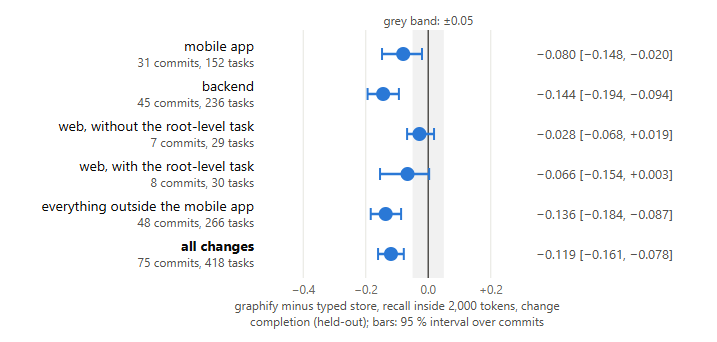 grey band: ±0.05
mobile app
31 commits, 152 tasks
−0.080 [−0.148, −0.020]
backend
45 commits, 236 tasks
−0.144 [−0.194, −0.094]
web, without the root-level task
7 commits, 29 tasks
−0.028 [−0.068, +0.019]
web, with the root-level task
8 commits, 30 tasks
−0.066 [−0.154, +0.003]
everything outside the mobile app
48 commits, 266 tasks
−0.136 [−0.184, −0.087]
all changes
75 commits, 418 tasks
−0.119 [−0.161, −0.078]
−0.4 −0.2 0.0 +0.2
graphify minus typed store, recall inside 2,000 tokens, change
completion (held-out); bars: 95 % interval over commits